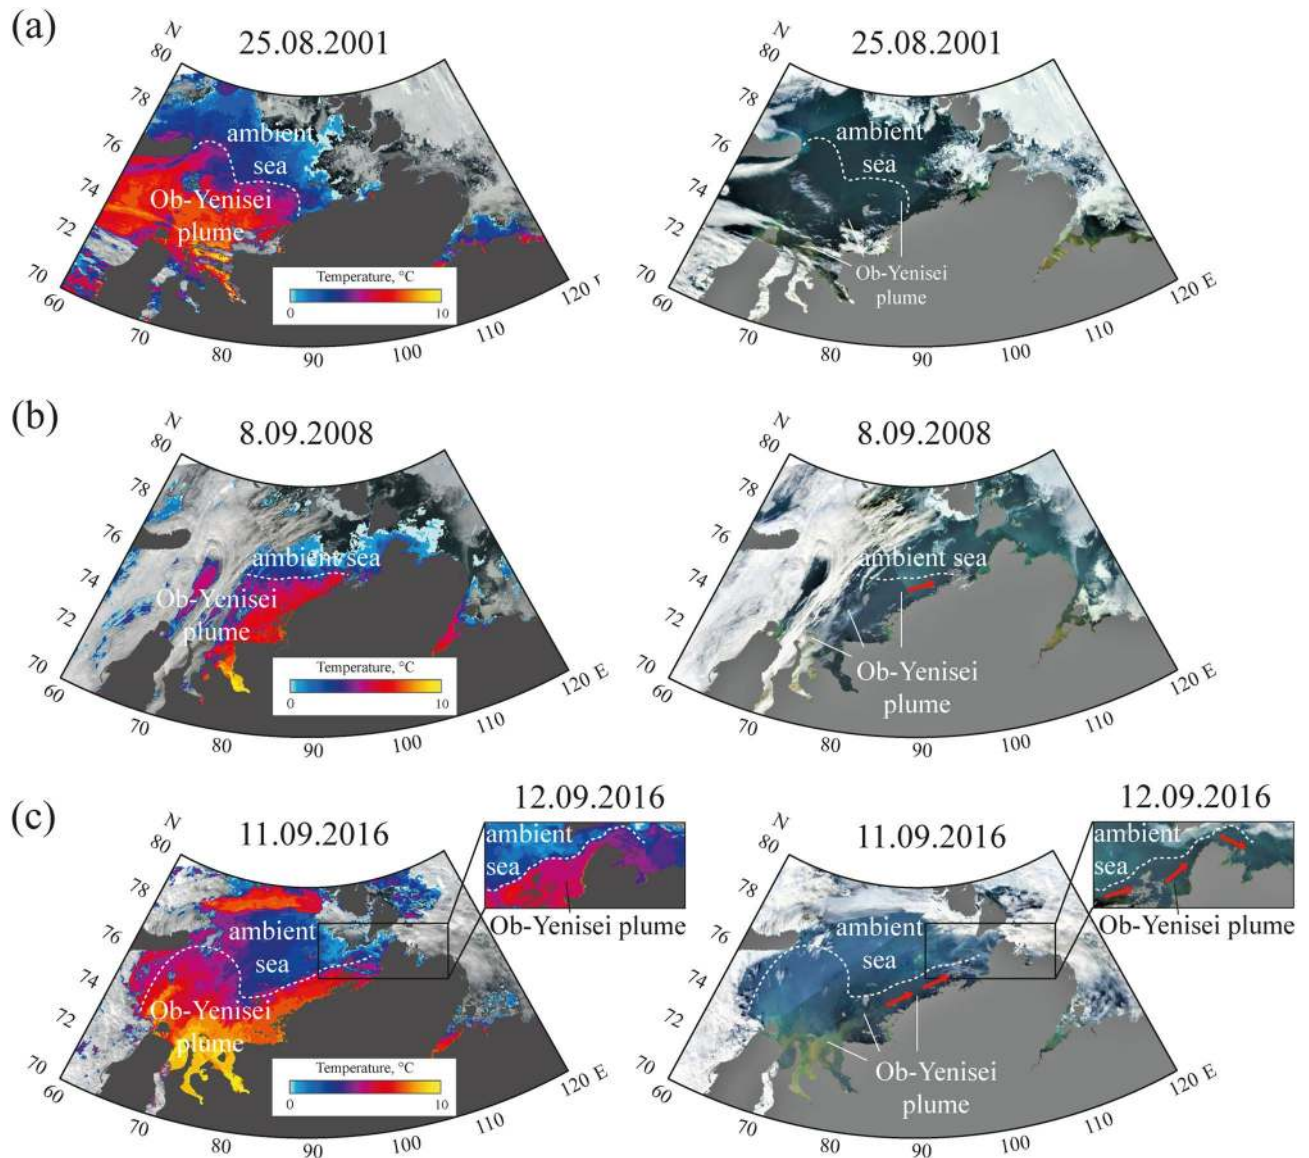 (a)
25.08.2001
25.08.2001
N
80
78
76
74
72
70
60
70
80
90
100
110
120
ambient
sea
Ob-Yenisei
plume
Temperature, °C
0
10
N
80
78
76
74
72
70
60
70
80
90
100
110
120 E
ambient
sea
Ob-Yenisei
plume
(b)
8.09.2008
8.09.2008
N
80
78
76
74
72
70
60
70
80
90
100
110
120 E
ambient sea
Ob-Yenisei
plume
Temperature, °C
0
10
N
80
78
76
74
72
70
60
70
80
90
100
110
120 E
ambient sea
Ob-Yenisei
plume
(c)
11.09.2016
12.09.2016
11.09.2016
12.09.2016
N
80
78
76
74
72
70
60
70
80
90
100
110
120 E
ambient
sea
Ob-Yenisei
plume
Temperature, °C
0
10
ambient
sea
Ob-Yenisei plume
N
80
78
76
74
72
70
60
70
80
90
100
110
120 E
ambient
sea
Ob-Yenisei
plume
ambient
sea
Ob-Yenisei plume